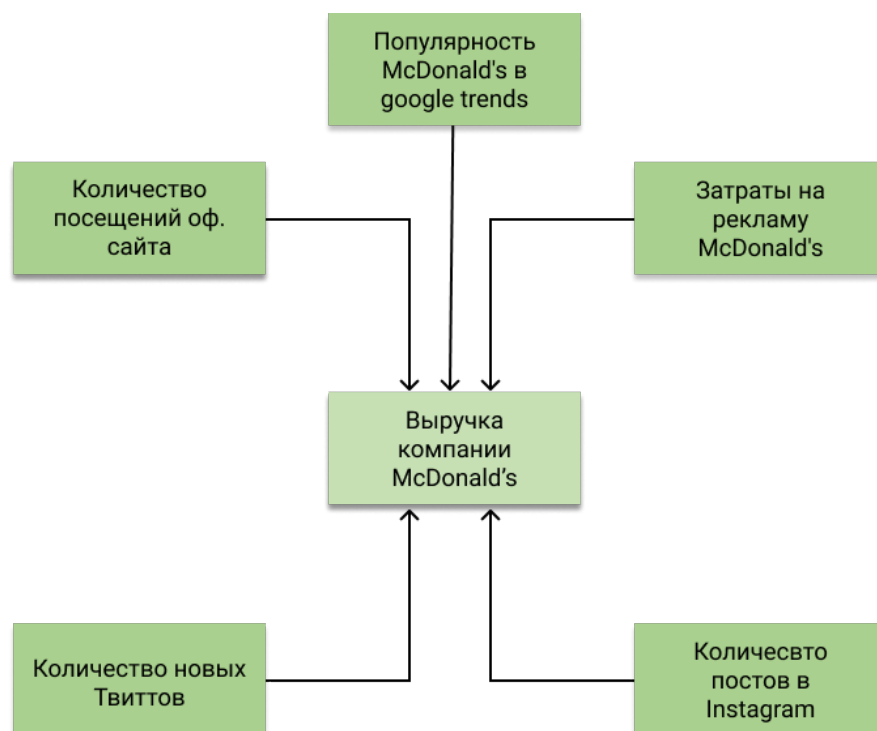 Популярность
McDonald's в
google trends
Количество
посещений оф.
сайта
Затраты на
рекламу
McDonald's
Выручка
компании
McDonald’s
Количество новых
Твиттов
Количесвто
постов в
Instagram